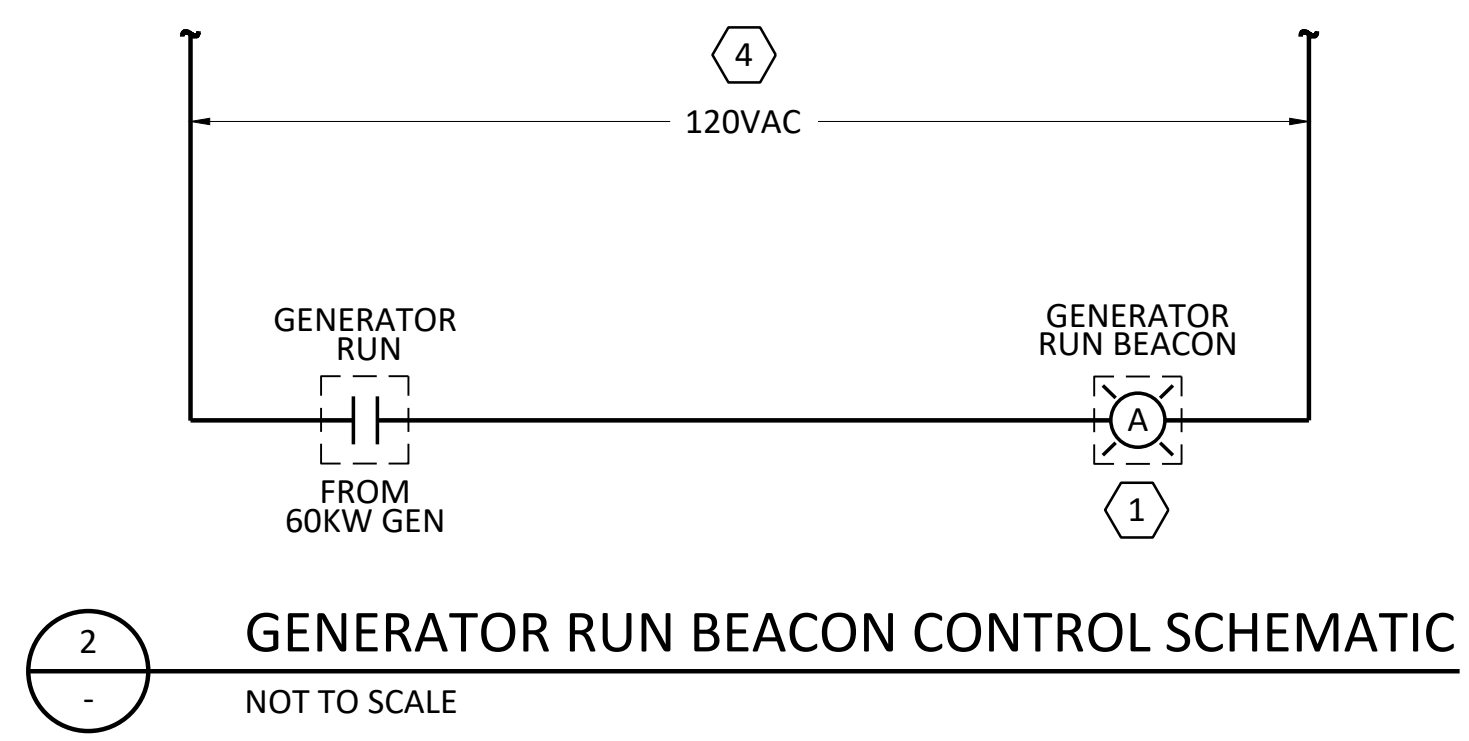 4
120VAC
GENERATOR
RUN
GENERATOR
RUN BEACON
A
FROM
60KW GEN
1
2
-
GENERATOR RUN BEACON CONTROL SCHEMATIC
NOT TO SCALE